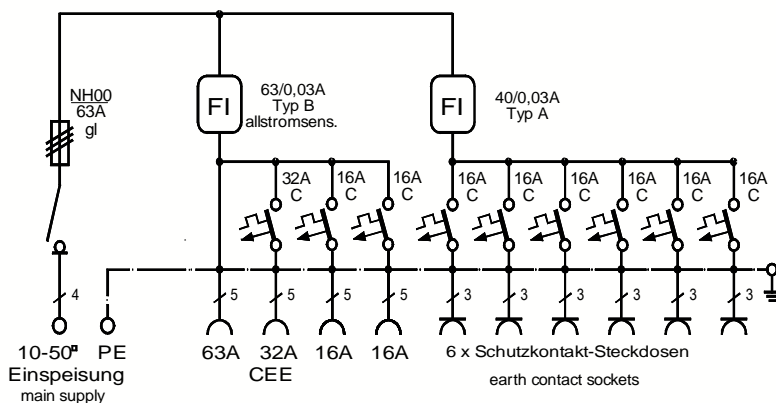 NH00
63A
gl
FI
63/0,03A
Typ B
allstromsens.
FI
40/0,03A
Typ A
32A
C
16A
C
16A
C
16A
C
16A
C
16A
C
16A
C
16A
C
16A
C
4
5
5
5
5
3
3
3
3
3
3
10-50¤ PE
Einspeisung
main supply
63A 32A 16A 16A
CEE
6 x Schutzkontakt-Steckdosen
earth contact sockets